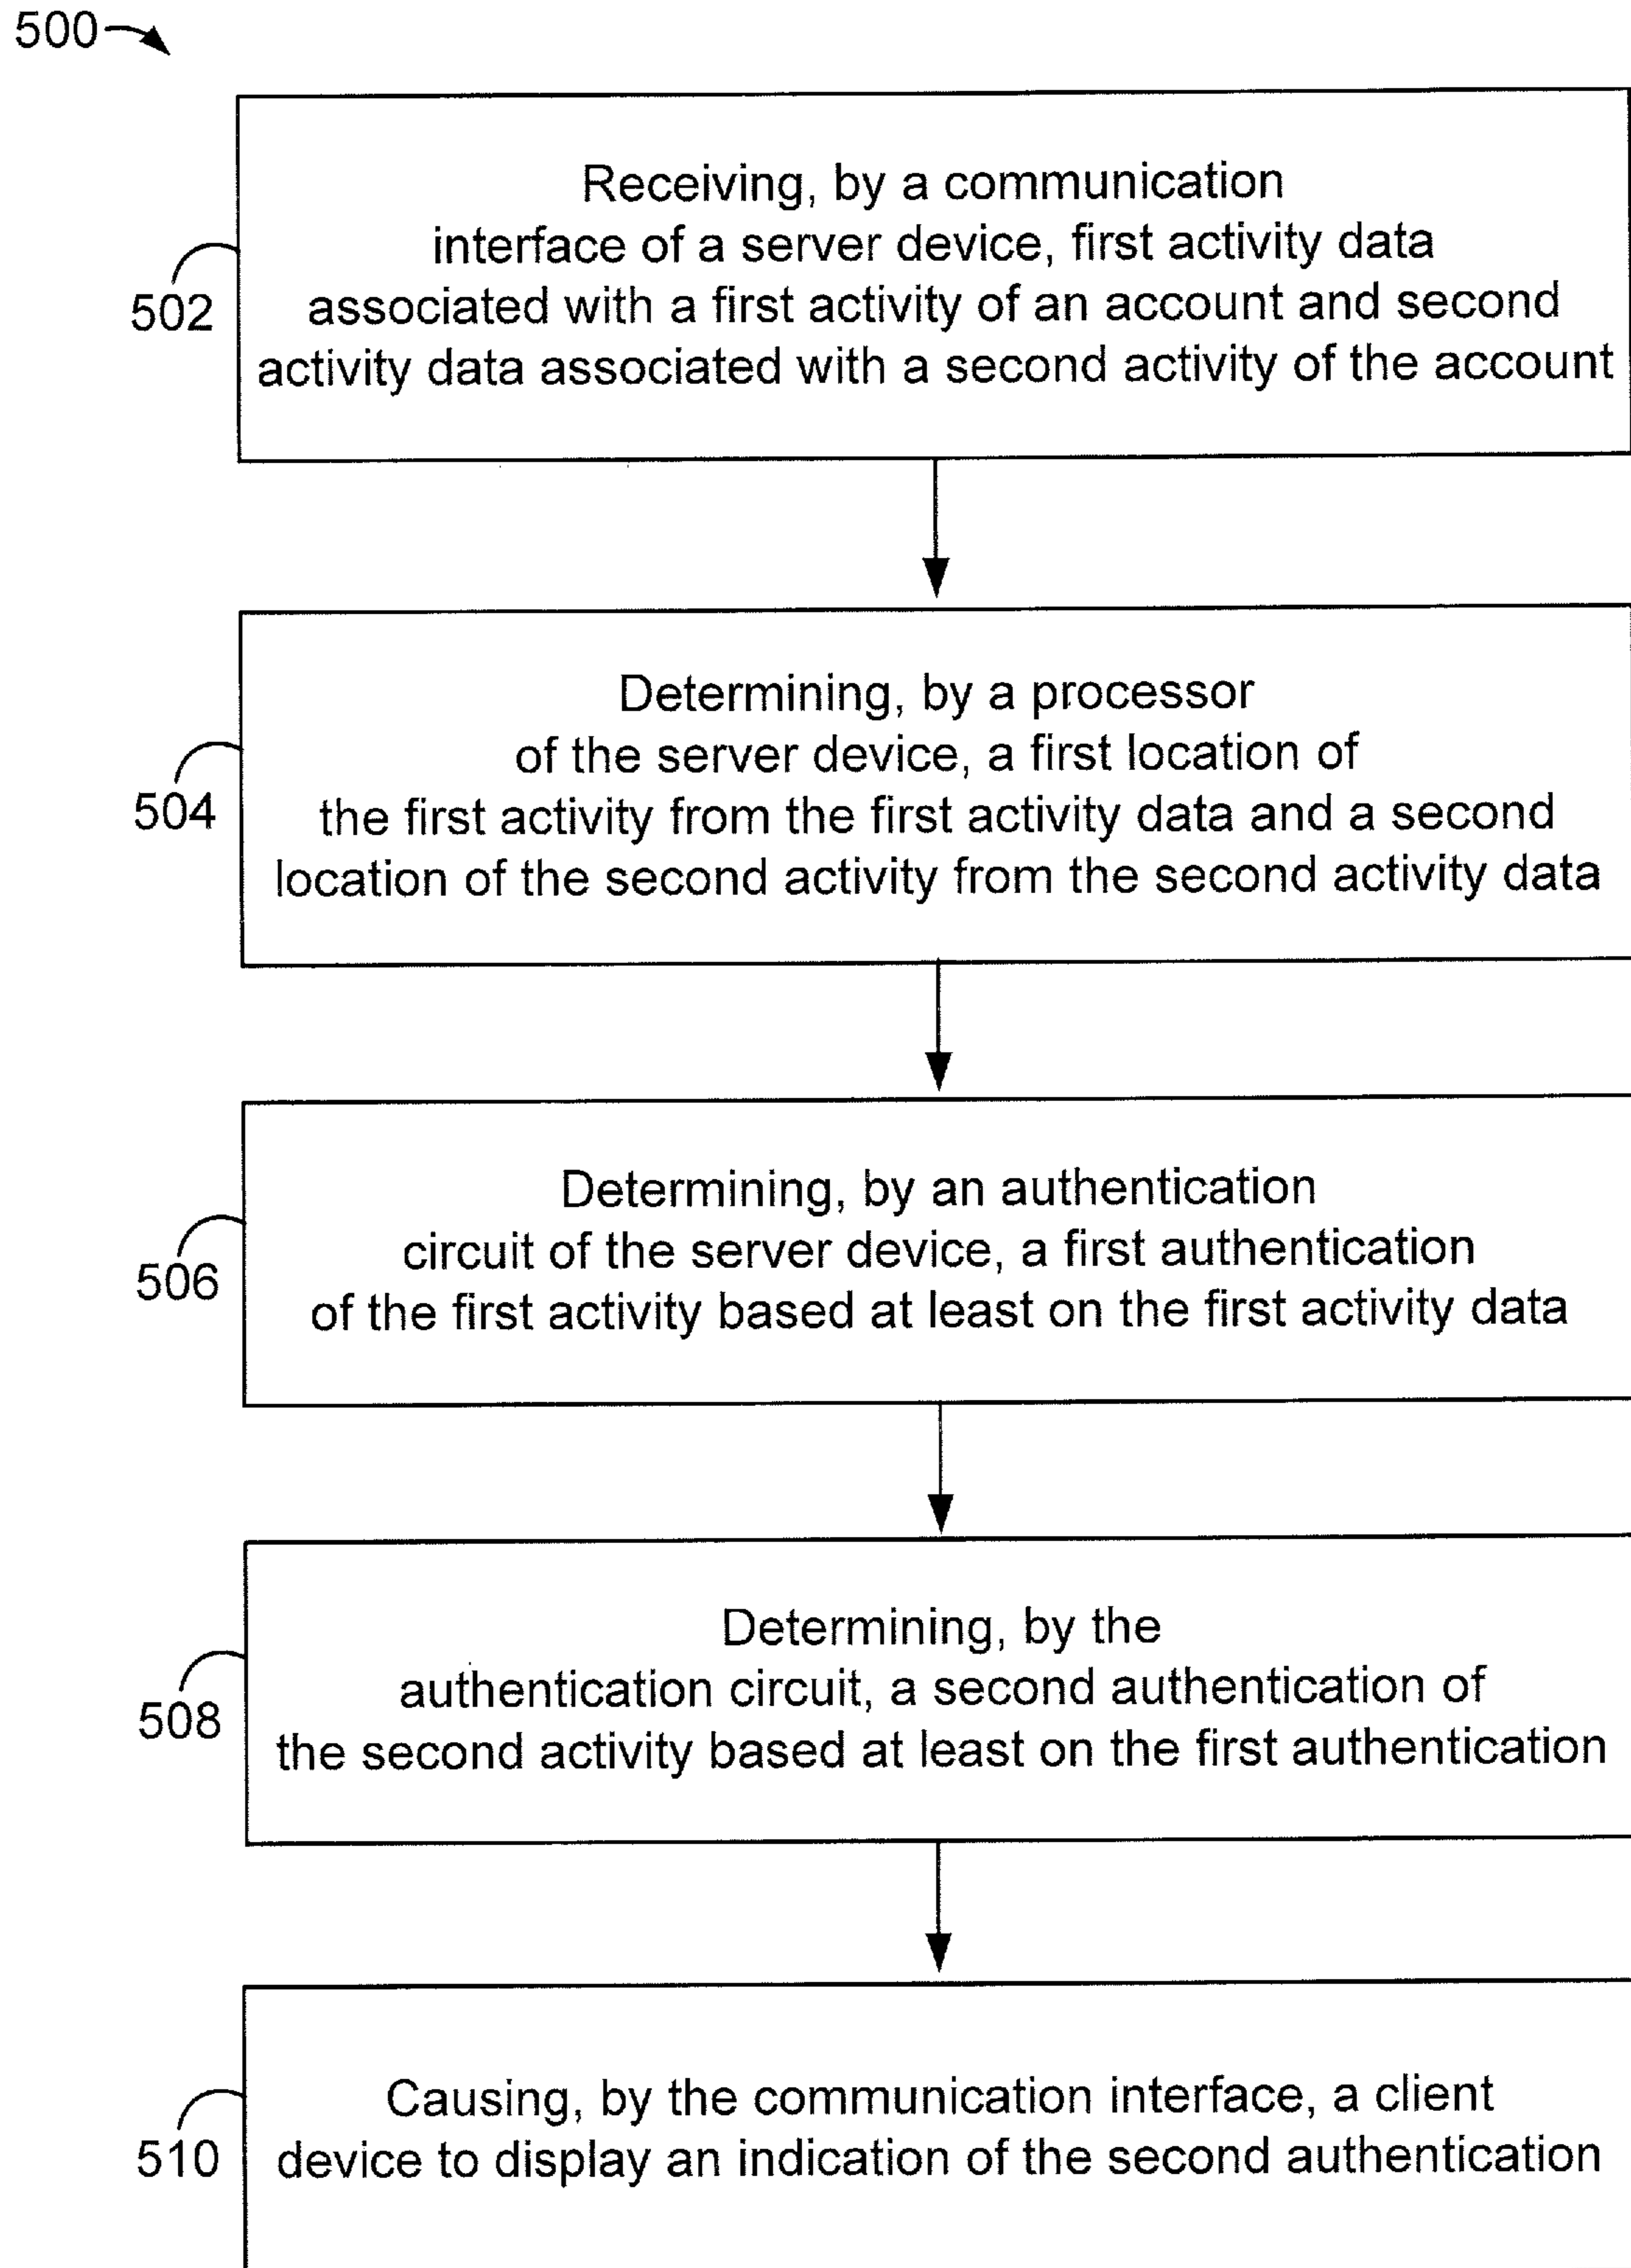 500
Receiving, by a communication
interface of a server device, first activity data
associated with a first activity of an account and second
activity data associated with a second activity of the account
502
Determining, by a processor
of the server device, a first location of
the first activity from the first activity data and a second
location of the second activity from the second activity data
504
Determining, by an authentication
circuit of the server device, a first authentication
of the first activity based at least on the first activity data
506
Determining, by the
authentication circuit, a second authentication of
the second activity based at least on the first authentication
508
Causing, by the communication interface, a client
device to display an indication of the second authentication
510